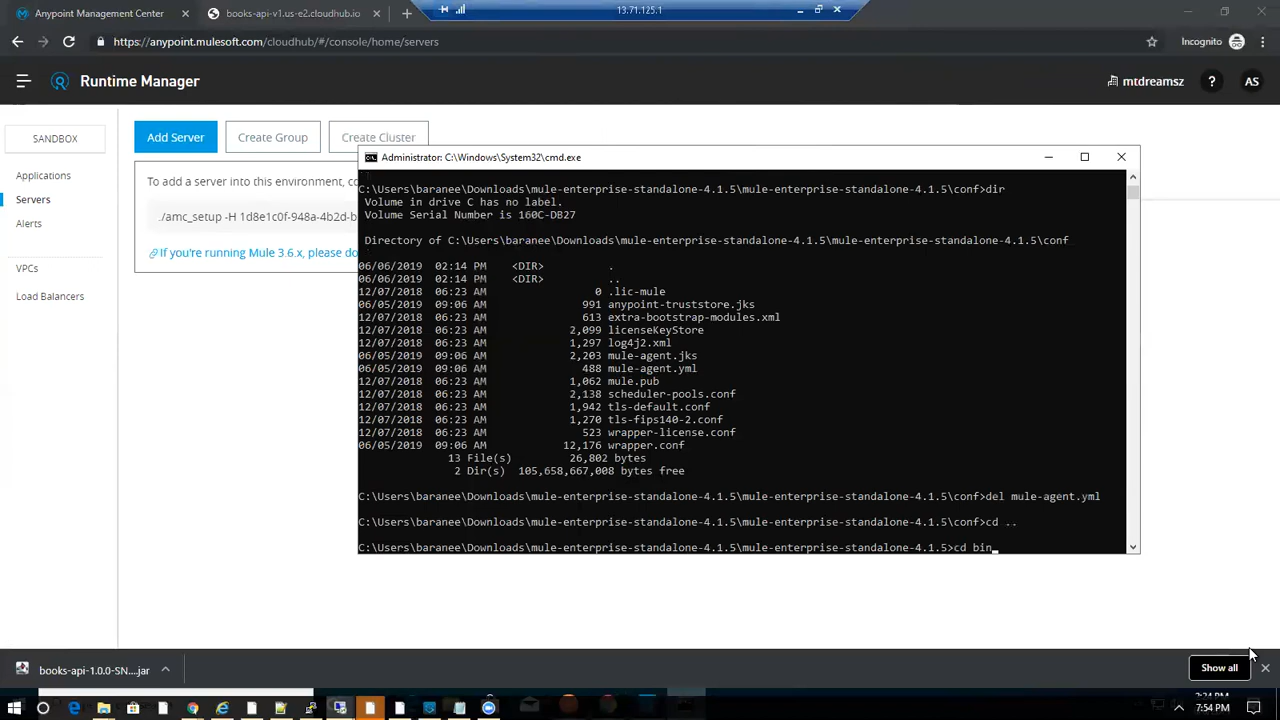 Anypoint Management Center
books-api-v1.us-e2.cloudhub.io
13.71.125.1
https://anypoint.mulesoft.com/cloudhub/#/console/home/servers
Incognito
Runtime Manager
mtdreamsz
?
AS
SANDBOX
Applications
Servers
Alerts
VPCs
Load Balancers
Add Server
Create Group
Create Cluster
To add a server into this environment, co
./amc_setup -H 1d8e1c0f-948a-4b2d-b
If you're running Mule 3.6.x, please do
Administrator: C:\Windows\System32\cmd.exe
C:\Users\baranee\Downloads\mule-enterprise-standalone-4.1.5\mule-enterprise-standalone-4.1.5\conf>dir
Volume in drive C has no label.
Volume Serial Number is 160C-DB27
Directory of C:\Users\baranee\Downloads\mule-enterprise-standalone-4.1.5\mule-enterprise-standalone-4.1.5\conf
06/06/2019 02:14 PM <DIR> .
06/06/2019 02:14 PM <DIR> ..
12/07/2018 06:23 AM 0 .lic-mule
06/05/2019 09:06 AM 991 anypoint-truststore.jks
12/07/2018 06:23 AM 613 extra-bootstrap-modules.xml
12/07/2018 06:23 AM 2,099 licenseKeyStore
12/07/2018 06:23 AM 1,297 log4j2.xml
06/05/2019 09:06 AM 2,203 mule-agent.jks
06/05/2019 09:06 AM 488 mule-agent.yml
12/07/2018 06:23 AM 1,062 mule.pub
12/07/2018 06:23 AM 2,138 scheduler-pools.conf
12/07/2018 06:23 AM 1,942 tls-default.conf
12/07/2018 06:23 AM 1,270 tls-fips140-2.conf
12/07/2018 06:23 AM 523 wrapper-license.conf
06/05/2019 09:06 AM 12,176 wrapper.conf
13 File(s) 26,802 bytes
2 Dir(s) 105,658,667,008 bytes free
C:\Users\baranee\Downloads\mule-enterprise-standalone-4.1.5\mule-enterprise-standalone-4.1.5\conf>del mule-agent.yml
C:\Users\baranee\Downloads\mule-enterprise-standalone-4.1.5\mule-enterprise-standalone-4.1.5\conf>cd ..
C:\Users\baranee\Downloads\mule-enterprise-standalone-4.1.5\mule-enterprise-standalone-4.1.5>cd bin
books-api-1.0.0-SN....jar
Show all
7:54 PM